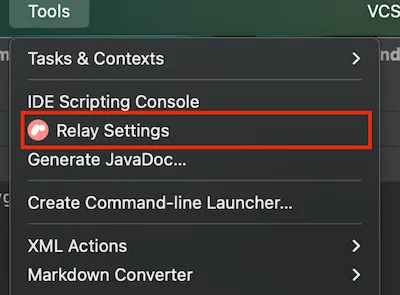 Tools VCS
Tasks & Contexts
IDE Scripting Console
Relay Settings
Generate JavaDoc...
Create Command-line Launcher...
XML Actions
Markdown Converter